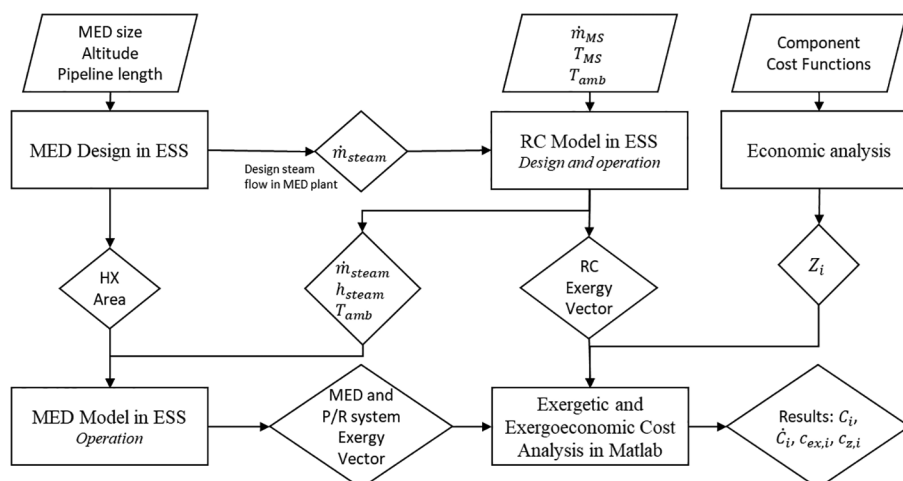 MED size
Altitude
Pipeline length
ṁ_MS
T_MS
T_amb
Component
Cost Functions
MED Design in ESS
Design steam
flow in MED plant
ṁ_steam
RC Model in ESS
Design and operation
Economic analysis
HX
Area
ṁ_steam
h_steam
T_amb
RC
Exergy
Vector
Z_i
MED Model in ESS
Operation
MED and
P/R system
Exergy
Vector
Exergetic and
Exergoeconomic Cost
Analysis in Matlab
Results: C_i,
Ċ_i, c_ex,i, c_z,i